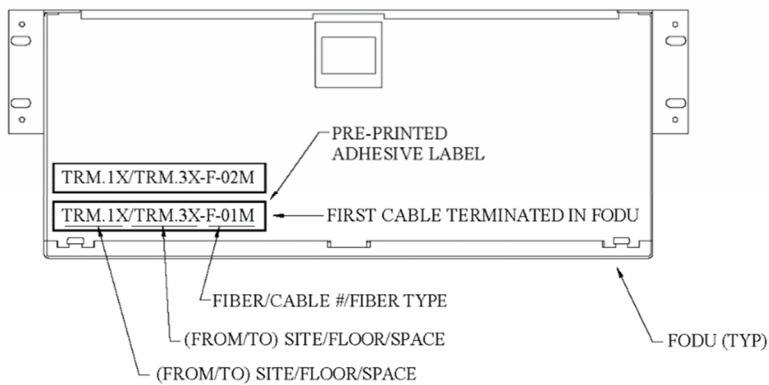 PRE-PRINTED
ADHESIVE LABEL
TRM.1X/TRM.3X-F-02M
TRM.1X/TRM.3X-F-01M
FIRST CABLE TERMINATED IN FODU
FIBER/CABLE #/FIBER TYPE
(FROM/TO) SITE/FLOOR/SPACE
FODU (TYP)
(FROM/TO) SITE/FLOOR/SPACE